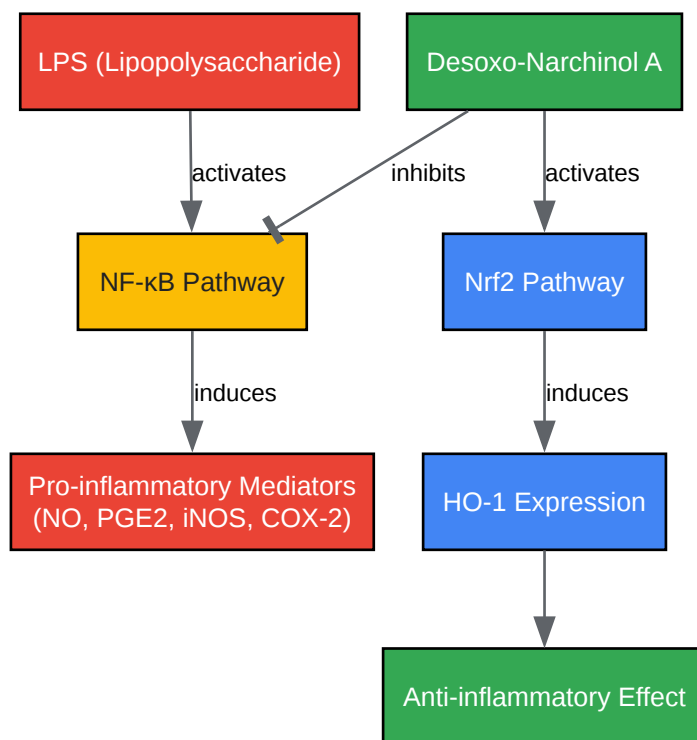 LPS (Lipopolysaccharide)
Desoxo-Narchinol A
activates
inhibits
activates
NF-κB Pathway
Nrf2 Pathway
induces
induces
Pro-inflammatory Mediators
(NO, PGE2, iNOS, COX-2)
HO-1 Expression
Anti-inflammatory Effect